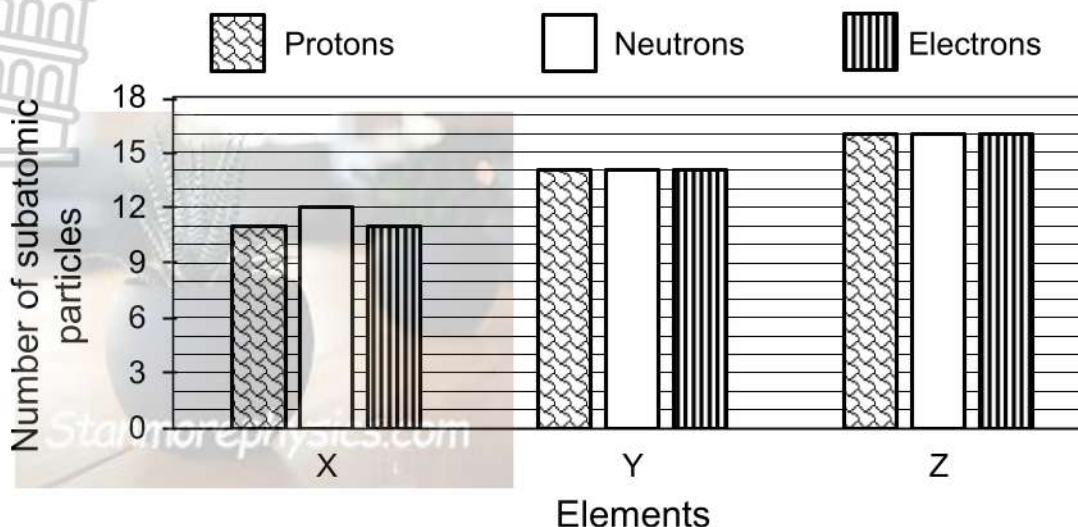 Protons Neutrons Electrons
Number of subatomic
particles
18
15
12
9
6
3
0
Stanmorephysics.com
X Y Z
Elements